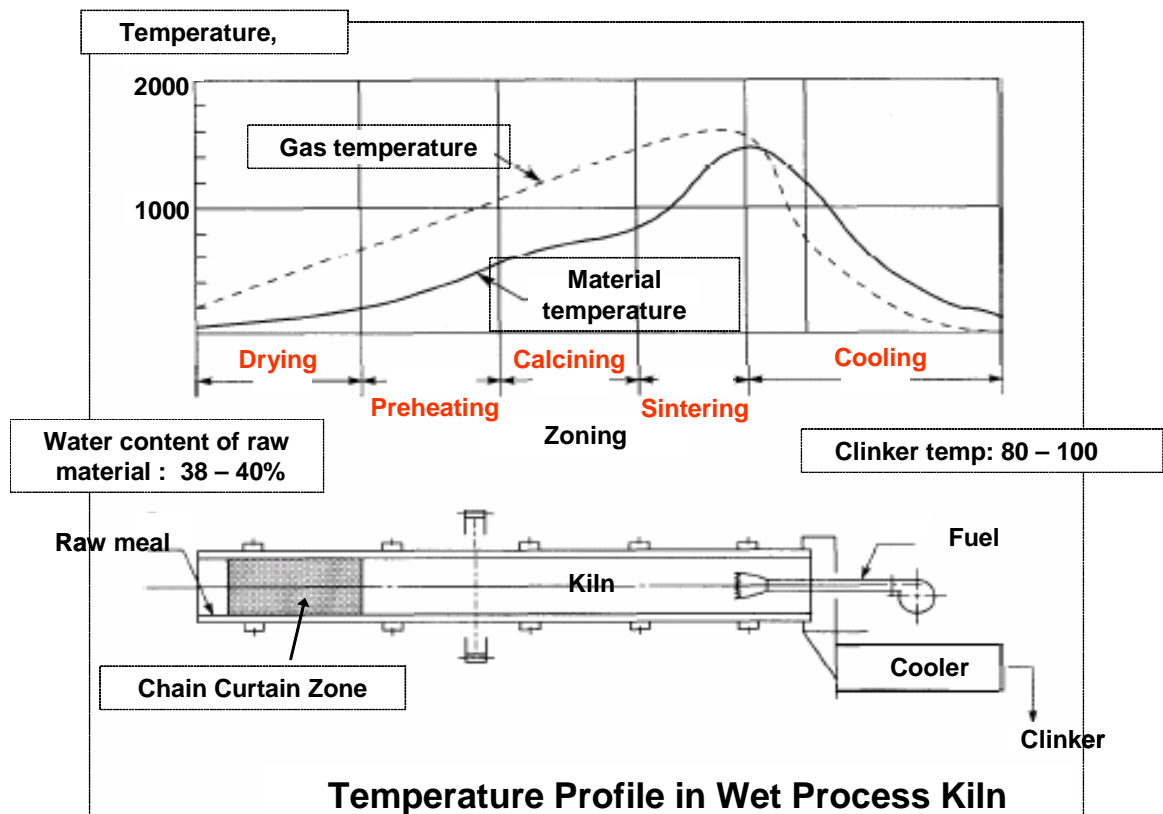 Temperature,
2000
Gas temperature
1000
Material
temperature
Drying
Calcining
Cooling
Preheating
Sintering
Zoning
Water content of raw
material :  38 – 40%
Clinker temp: 80 – 100
Raw meal
Fuel
Kiln
Cooler
Chain Curtain Zone
Clinker
Temperature Profile in Wet Process Kiln